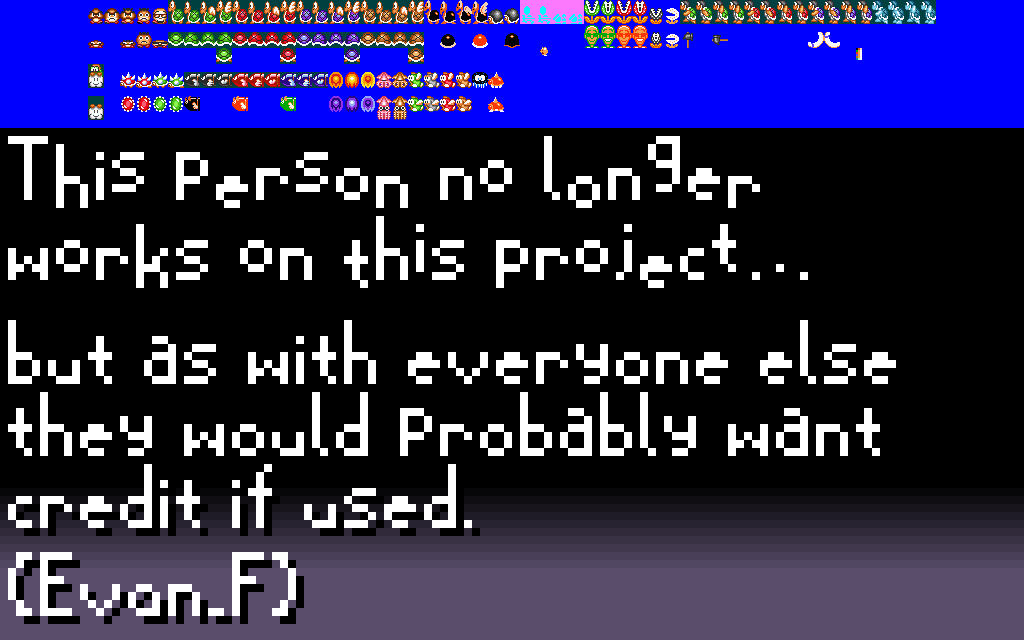 This person no longer
works on this project...
but as with everyone else
they would probably want
credit if used.
(Evan_F)